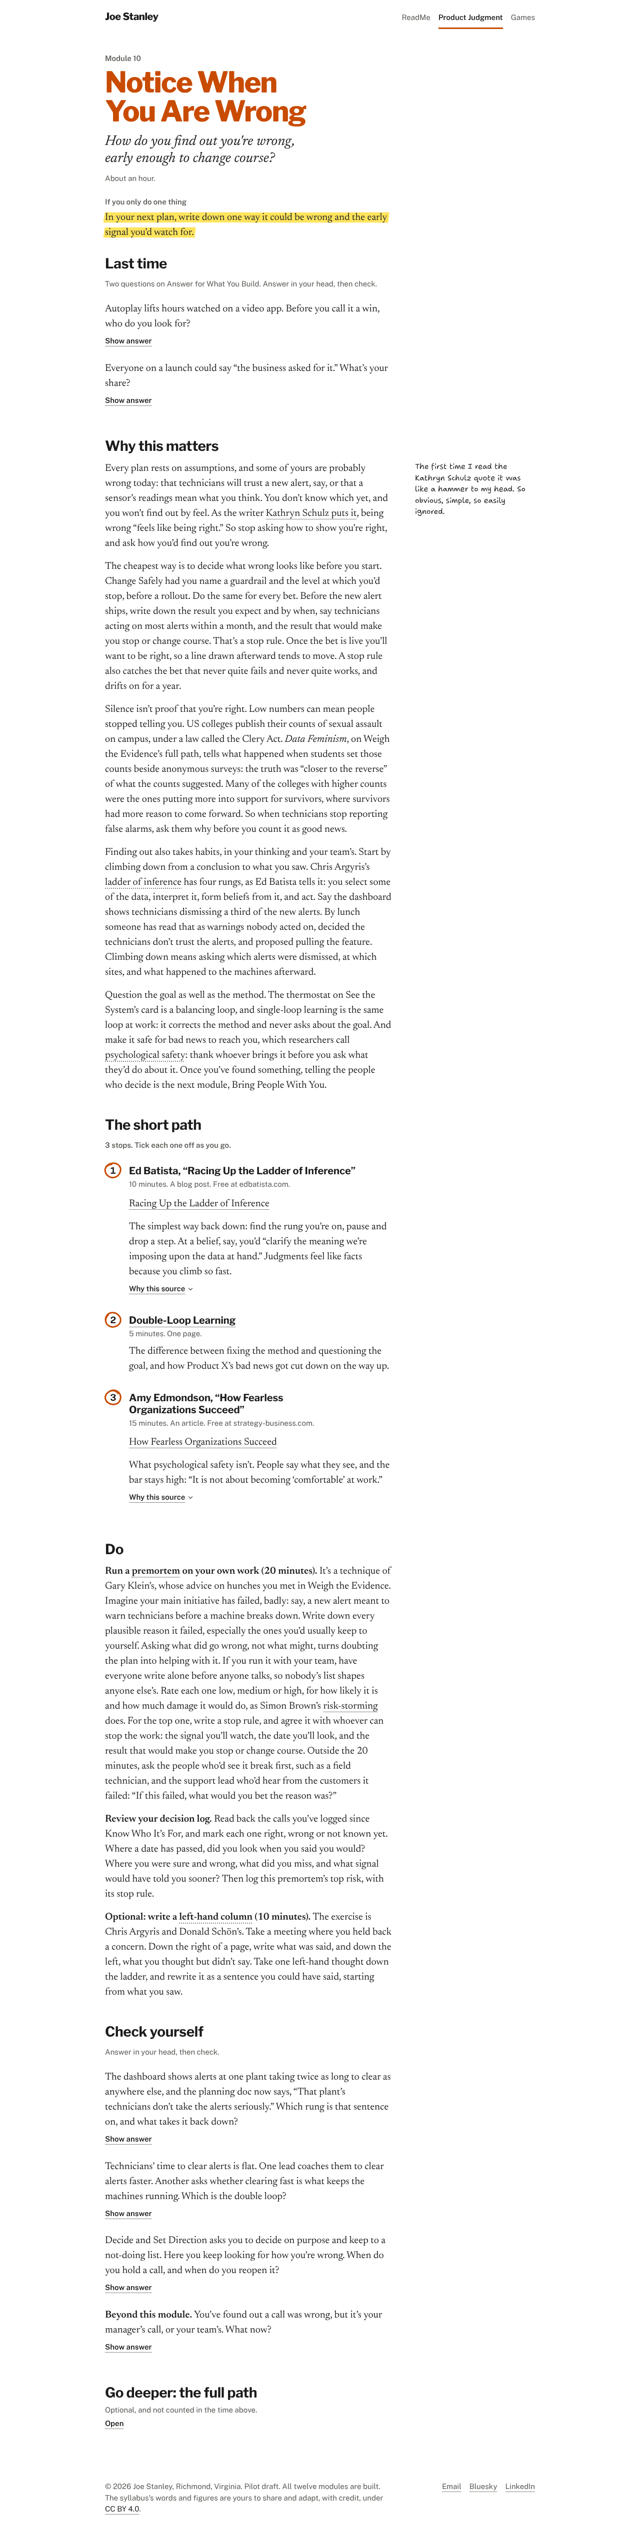 Joe Stanley
ReadMe Product Judgment Games
Module 10
Notice When
You Are Wrong
How do you find out you're wrong,
early enough to change course?
About an hour.
If you only do one thing
In your next plan, write down one way it could be wrong and the early
signal you'd watch for.
Last time
Two questions on Answer for What You Build. Answer in your head, then check.
Autoplay lifts hours watched on a video app. Before you call it a win,
who do you look for?
Show answer
Everyone on a launch could say “the business asked for it.” What's your
share?
Show answer
Why this matters
Every plan rests on assumptions, and some of yours are probably
wrong today: that technicians will trust a new alert, say, or that a
sensor's readings mean what you think. You don't know which yet, and
you won't find out by feel. As the writer Kathryn Schulz puts it, being
wrong “feels like being right.” So stop asking how to show you're right,
and ask how you'd find out you're wrong.
The first time I read the
Kathryn Schulz quote it was
like a hammer to my head. So
obvious, simple, so easily
ignored.
The cheapest way is to decide what wrong looks like before you start.
Change Safely had you name a guardrail and the level at which you'd
stop, before a rollout. Do the same for every bet. Before the new alert
ships, write down the result you expect and by when, say technicians
acting on most alerts within a month, and the result that would make
you stop or change course. That's a stop rule. Once the bet is live you'll
want to be right, so a line drawn afterward tends to move. A stop rule
also catches the bet that never quite fails and never quite works, and
drifts on for a year.
Silence isn't proof that you're right. Low numbers can mean people
stopped telling you. US colleges publish their counts of sexual assault
on campus, under a law called the Clery Act. Data Feminism, on Weigh
the Evidence's full path, tells what happened when students set those
counts beside anonymous surveys: the truth was “closer to the reverse”
of what the counts suggested. Many of the colleges with higher counts
were the ones putting more into support for survivors, where survivors
had more reason to come forward. So when technicians stop reporting
false alarms, ask them why before you count it as good news.
Finding out also takes habits, in your thinking and your team's. Start by
climbing down from a conclusion to what you saw. Chris Argyris's
ladder of inference has four rungs, as Ed Batista tells it: you select some
of the data, interpret it, form beliefs from it, and act. Say the dashboard
shows technicians dismissing a third of the new alerts. By lunch
someone has read that as warnings nobody acted on, decided the
technicians don't trust the alerts, and proposed pulling the feature.
Climbing down means asking which alerts were dismissed, at which
sites, and what happened to the machines afterward.
Question the goal as well as the method. The thermostat on See the
System's card is a balancing loop, and single-loop learning is the same
loop at work: it corrects the method and never asks about the goal. And
make it safe for bad news to reach you, which researchers call
psychological safety: thank whoever brings it before you ask what
they'd do about it. Once you've found something, telling the people
who decide is the next module, Bring People With You.
The short path
3 stops. Tick each one off as you go.
1 Ed Batista, “Racing Up the Ladder of Inference”
10 minutes. A blog post. Free at edbatista.com.
Racing Up the Ladder of Inference
The simplest way back down: find the rung you're on, pause and
drop a step. At a belief, say, you'd “clarify the meaning we're
imposing upon the data at hand.” Judgments feel like facts
because you climb so fast.
Why this source
2 Double-Loop Learning
5 minutes. One page.
The difference between fixing the method and questioning the
goal, and how Product X's bad news got cut down on the way up.
3 Amy Edmondson, “How Fearless
Organizations Succeed”
15 minutes. An article. Free at strategy-business.com.
How Fearless Organizations Succeed
What psychological safety isn't. People say what they see, and the
bar stays high: “It is not about becoming ‘comfortable’ at work.”
Why this source
Do
Run a premortem on your own work (20 minutes). It's a technique of
Gary Klein's, whose advice on hunches you met in Weigh the Evidence.
Imagine your main initiative has failed, badly: say, a new alert meant to
warn technicians before a machine breaks down. Write down every
plausible reason it failed, especially the ones you'd usually keep to
yourself. Asking what did go wrong, not what might, turns doubting
the plan into helping with it. If you run it with your team, have
everyone write alone before anyone talks, so nobody's list shapes
anyone else's. Rate each one low, medium or high, for how likely it is
and how much damage it would do, as Simon Brown's risk-storming
does. For the top one, write a stop rule, and agree it with whoever can
stop the work: the signal you'll watch, the date you'll look, and the
result that would make you stop or change course. Outside the 20
minutes, ask the people who'd see it break first, such as a field
technician, and the support lead who'd hear from the customers it
failed: “If this failed, what would you bet the reason was?”
Review your decision log. Read back the calls you've logged since
Know Who It's For, and mark each one right, wrong or not known yet.
Where a date has passed, did you look when you said you would?
Where you were sure and wrong, what did you miss, and what signal
would have told you sooner? Then log this premortem's top risk, with
its stop rule.
Optional: write a left-hand column (10 minutes). The exercise is
Chris Argyris and Donald Schön's. Take a meeting where you held back
a concern. Down the right of a page, write what was said, and down the
left, what you thought but didn't say. Take one left-hand thought down
the ladder, and rewrite it as a sentence you could have said, starting
from what you saw.
Check yourself
Answer in your head, then check.
The dashboard shows alerts at one plant taking twice as long to clear as
anywhere else, and the planning doc now says, “That plant's
technicians don't take the alerts seriously.” Which rung is that sentence
on, and what takes it back down?
Show answer
Technicians' time to clear alerts is flat. One lead coaches them to clear
alerts faster. Another asks whether clearing fast is what keeps the
machines running. Which is the double loop?
Show answer
Decide and Set Direction asks you to decide on purpose and keep to a
not-doing list. Here you keep looking for how you're wrong. When do
you hold a call, and when do you reopen it?
Show answer
Beyond this module. You've found out a call was wrong, but it's your
manager's call, or your team's. What now?
Show answer
Go deeper: the full path
Optional, and not counted in the time above.
Open
© 2026 Joe Stanley, Richmond, Virginia. Pilot draft. All twelve modules are built.
The syllabus's words and figures are yours to share and adapt, with credit, under
CC BY 4.0.
Email Bluesky LinkedIn